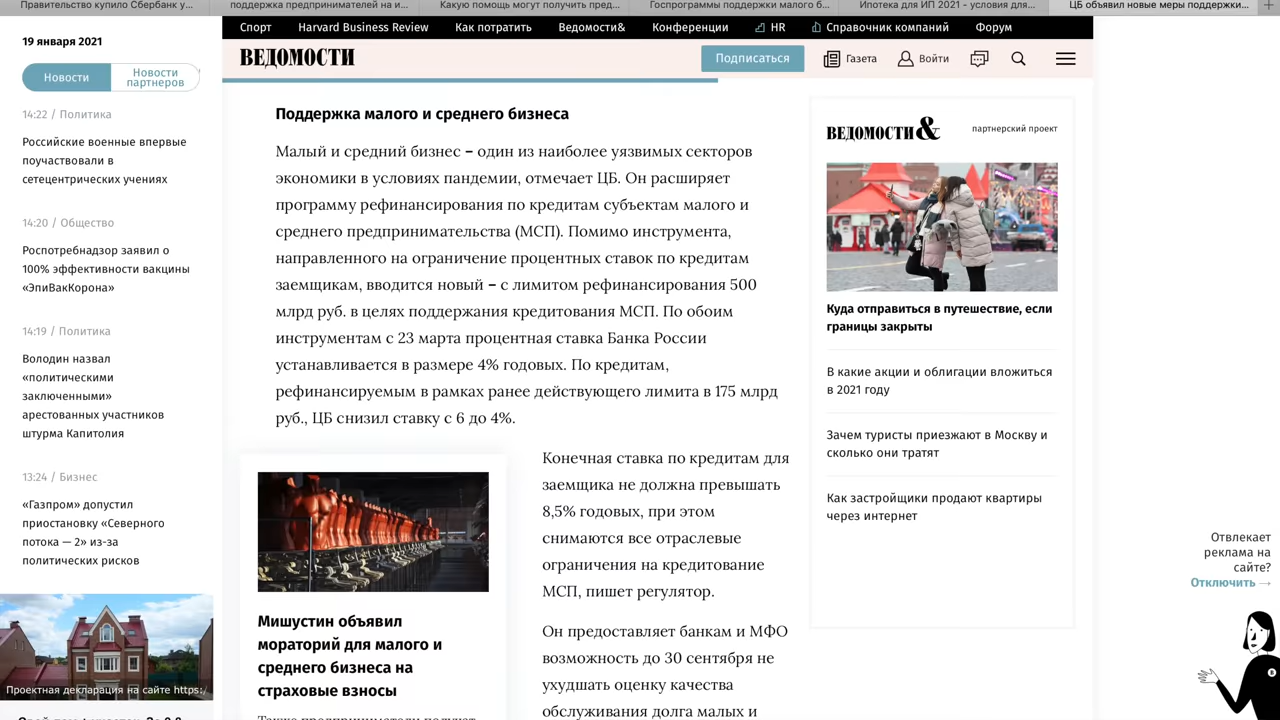 Правительство купило Сбербанку у...
поддержка предпринимателей на и...
Какую помощь могут получить пред...
Госпрограммы поддержки малого б...
Ипотека для ИП 2021 - условия для...
ЦБ объявил новые меры поддержки...
Спорт Harvard Business Review Как потратить Ведомости& Конференции HR Справочник компаний Форум
ВЕДОМОСТИ
Подписаться
Газета
Войти
19 января 2021
Новости
Новости
партнеров
14:22 / Политика
Российские военные впервые
поучаствовали в
сетецентрических учениях
14:20 / Общество
Роспотребнадзор заявил о
100% эффективности вакцины
«ЭпиВакКорона»
14:19 / Политика
Володин назвал
«политическими
заключенными»
арестованных участников
штурма Капитолия
13:24 / Бизнес
«Газпром» допустил
приостановку «Северного
потока — 2» из-за
политических рисков
Проектная декларация на сайте https:/
Поддержка малого и среднего бизнеса
Малый и средний бизнес – один из наиболее уязвимых секторов
экономики в условиях пандемии, отмечает ЦБ. Он расширяет
программу рефинансирования по кредитам субъектам малого и
среднего предпринимательства (МСП). Помимо инструмента,
направленного на ограничение процентных ставок по кредитам
заемщикам, вводится новый – с лимитом рефинансирования 500
млрд руб. в целях поддержания кредитования МСП. По обоим
инструментам с 23 марта процентная ставка Банка России
устанавливается в размере 4% годовых. По кредитам,
рефинансируемым в рамках ранее действующего лимита в 175 млрд
руб., ЦБ снизил ставку с 6 до 4%.
Мишустин объявил
мораторий для малого и
среднего бизнеса на
страховые взносы
Конечная ставка по кредитам для
заемщика не должна превышать
8,5% годовых, при этом
снимаются все отраслевые
ограничения на кредитование
МСП, пишет регулятор.
Он предоставляет банкам и МФО
возможность до 30 сентября не
ухудшать оценку качества
обслуживания долга малых и
ВЕДОМОСТИ&
партнерский проект
Куда отправиться в путешествие, если
границы закрыты
В какие акции и облигации вложиться
в 2021 году
Зачем туристы приезжают в Москву и
сколько они тратят
Как застройщики продают квартиры
через интернет
Отвлекает
реклама на
сайте?
Отключить →